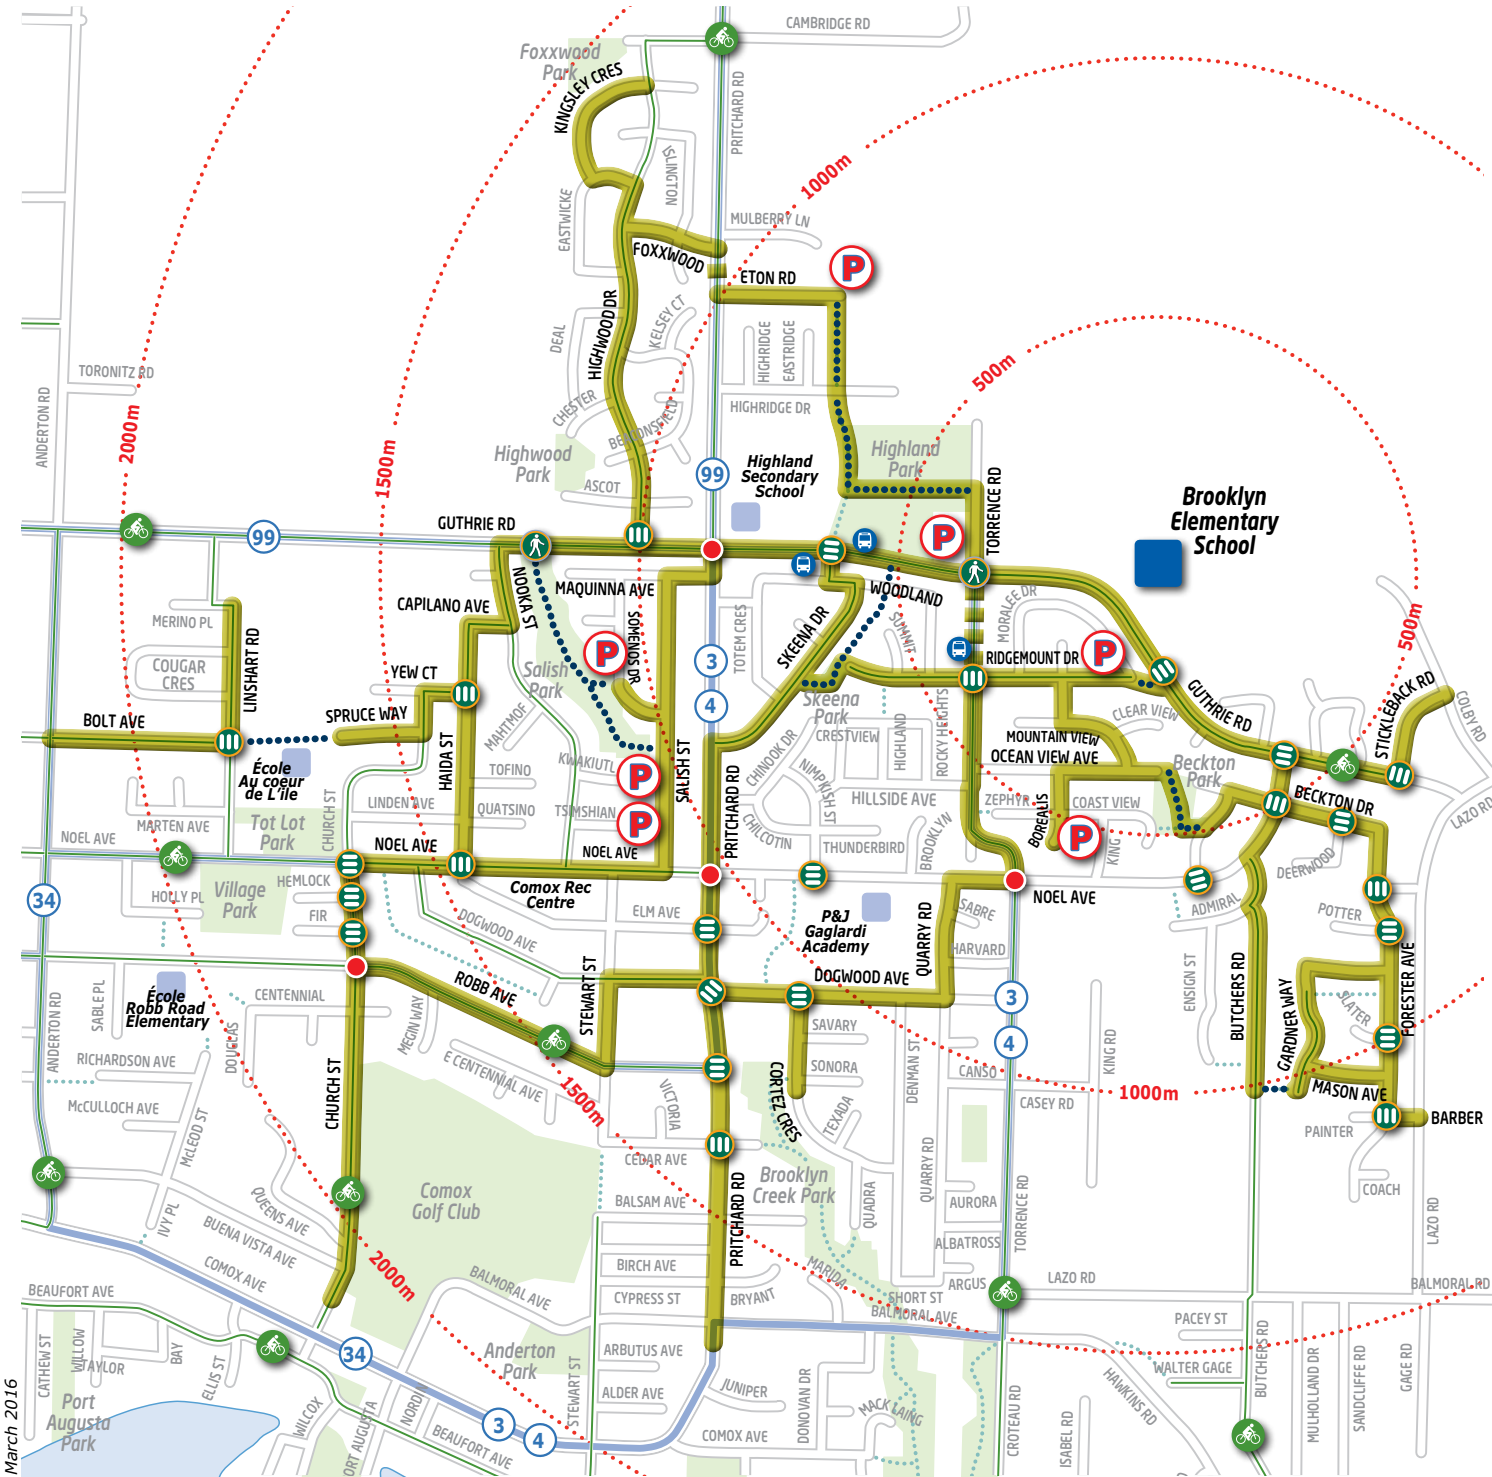 CAMBRIDGE RD
Foxxwood
Park
KINGSLEY CRES
PRITCHARD RD
ISLINGTON
1000m
EASTWICKE
MULBERRY LN
FOXXWOOD
ETON RD
P
HIGHWOOD DR
KELSEY CT
DEAL
HIGHRIDGE
EASTRIDGE
500m
TORONITZ RD
ANDERTON RD
CHESTER
BEACONSFIELD
HIGHRIDGE DR
2000m
1500m
Highwood
Park
Highland
Park
Highland
Secondary
School
ASCOT
99
TORRENCE RD
Brooklyn
Elementary
School
GUTHRIE RD
99
P
NOOKA ST
MAQUINNA AVE
WOODLAND
CAPILANO AVE
SOMENOS DR
TOTEM CRES
SKEENA DR
SUMMIT
MORALEE DR
500m
MERINO PL
LINSHART RD
COUGAR
CRES
YEW CT
Salish
Park
P
3
RIDGEMOUNT DR
P
BOLT AVE
SPRUCE WAY
MAHTMOF
4
Skeena
Park
CRESTVIEW
HIGHLAND
ROCKY HEIGHTS
CLEAR VIEW
GUTHRIE RD
STICKLEBACK RD
COLBY RD
MOUNTAIN VIEW
OCEAN VIEW AVE
HAIDA ST
École
Au coeur
de L'île
TOFINO
KWAKIUTL
P
SALISH ST
PRITCHARD RD
CHINOOK DR
NIMPKISH ST
Beckton
Park
BECKTON DR
LAZO RD
CHURCH ST
LINDEN AVE
QUATSINO
TSIMSHIAN
P
HILLSIDE AVE
ZEPHYR
BOREALIS
COAST VIEW
MARTEN AVE
Tot Lot
Park
CHILCOTIN
THUNDERBIRD
BROOKLYN
P
KING
NOEL AVE
NOEL AVE
NOEL AVE
DEERWOOD
HEMLOCK
Comox Rec
Centre
NOEL AVE
34
HOLLY PL
Village
Park
FIR
DOGWOOD AVE
ELM AVE
P&J
Gaglardi
Academy
QUARRY RD
SABRE
ADMIRAL
POTTER
HARVARD
FORESTER AVE
ROBB AVE
STEWART ST
DOGWOOD AVE
ENSIGN ST
BUTCHERS RD
GARDNER WAY
École
Robb Road
Elementary
SABLE PL
CENTENNIAL
MEGIN WAY
3
SLATER
SAVARY
ANDERTON RD
DOUGLAS
4
RICHARDSON AVE
E CENTENNIAL AVE
SONORA
DENMAN ST
CANSO
KING RD
CHURCH ST
1500m
VICTORIA
CORTEZ CRES
1000m
MASON AVE
McCULLOCH AVE
McLEOD ST
TEXADA
CASEY RD
PAINTER
BARBER
CEDAR AVE
Brooklyn
Creek Park
QUARRY RD
COACH
Comox
Golf Club
BALSAM AVE
PRITCHARD RD
QUADRA
AURORA
TORRENCE RD
LAZO RD
QUEENS AVE
IVY PL
BUENA VISTA AVE
ALBATROSS
COMOX AVE
2000m
BIRCH AVE
MARIDA
ARGUS
LAZO RD
BALMORAL RD
BEAUFORT AVE
BALMORAL AVE
CYPRESS ST
BRYANT
SHORT ST
BALMORAL AVE
PACEY ST
CATHEW ST
WILLOW
TAYLOR
BAY
ELLIS ST
34
Anderton
Park
ARBUTUS AVE
WALTER GAGE
BUTCHERS RD
MULHOLLAND DR
SANDCLIFFE RD
GAGE RD
Port
Augusta
Park
WILCOX
NORDIN
STEWART ST
ALDER AVE
JUNIPER
DONOVAN DR
MACK LAING
CROTEAU RD
ISABEL RD
HAWKINS RD
3
4
BEAUFORT AVE
COMOX AVE
March 2016